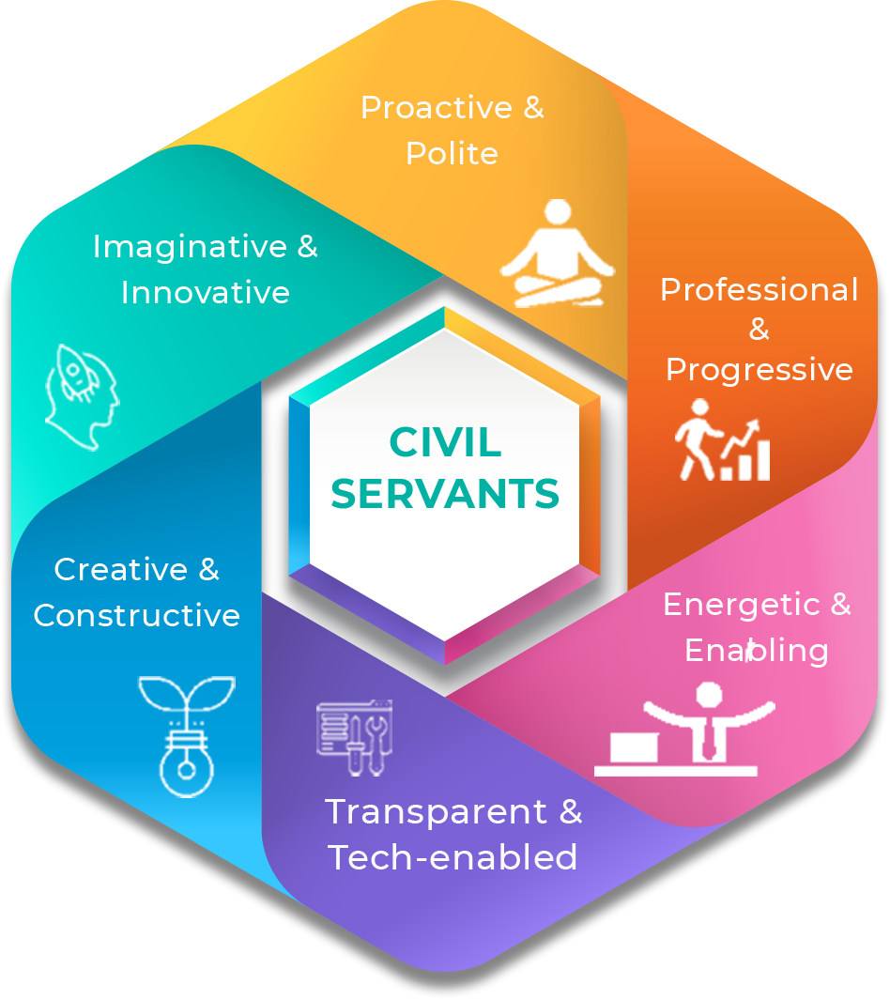 Proactive &
Polite
Imaginative &
Innovative
Professional
&
Progressive
CIVIL
SERVANTS
Creative &
Constructive
Energetic &
Enabling
Transparent &
Tech-enabled